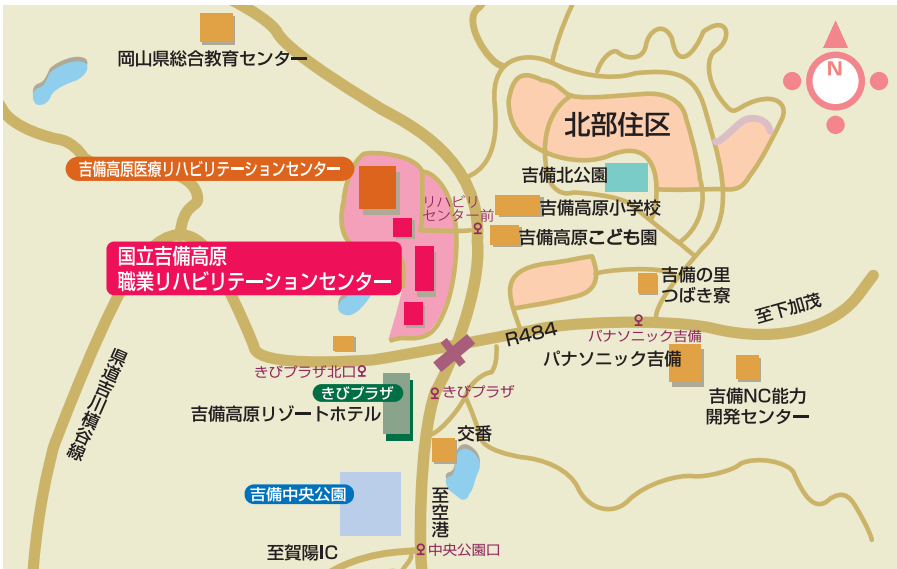 岡山県総合教育センター
N
北部住区
吉備高原医療リハビリテーションセンター
吉備北公園
リハビリ
センター前
吉備高原小学校
吉備高原こども園
国立吉備高原
職業リハビリテーションセンター
吉備の里
つばき寮
至下加茂
R484
パナソニック吉備
パナソニック吉備
きびプラザ北口
きびプラザ
きびプラザ
吉備高原リゾートホテル
吉備NC能力
開発センター
県道吉川槙谷線
交番
吉備中央公園
至空港
至賀陽IC
中央公園口